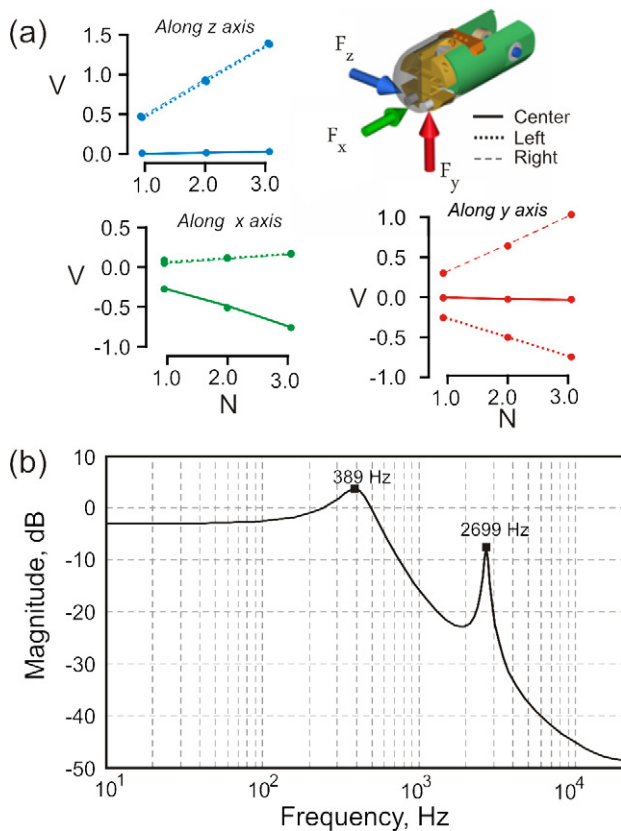 (a)
Along z axis
V
1.5
1.0
0.5
0.0
1.0 2.0 3.0
F_z
F_x
F_y
Center
Left
Right
Along x axis
V
0.5
0.0
-0.5
-1.0
1.0 2.0 3.0
N
Along y axis
V
1.0
0.5
0.0
-0.5
-1.0
1.0 2.0 3.0
N
(b)
Magnitude, dB
10
0
-10
-20
-30
-40
-50
389 Hz
2699 Hz
10^1 10^2 10^3 10^4
Frequency, Hz